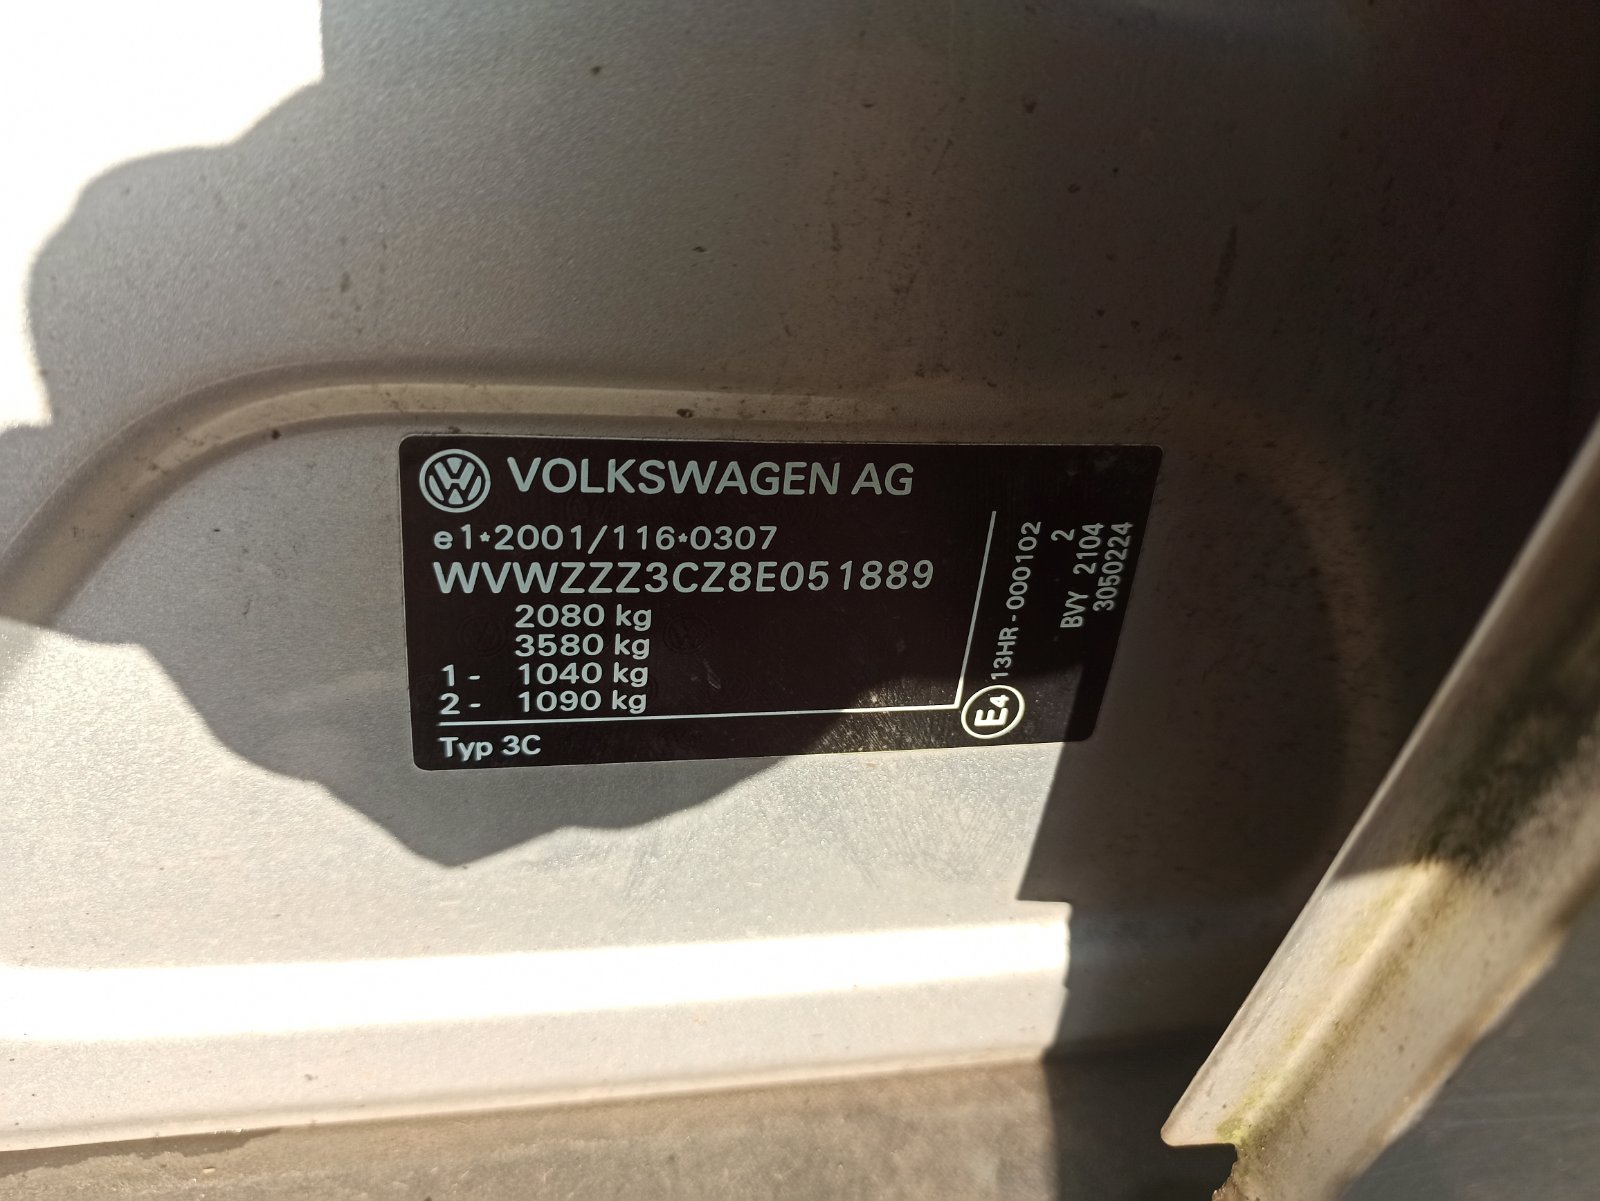 VOLKSWAGEN AG
e1*2001/116*0307
WVWZZZ3CZ8E051889
2080 kg
3580 kg
1- 1040 kg
2- 1090 kg
Typ 3C
E4 13HR-000102
2
BVY 2104
3050224